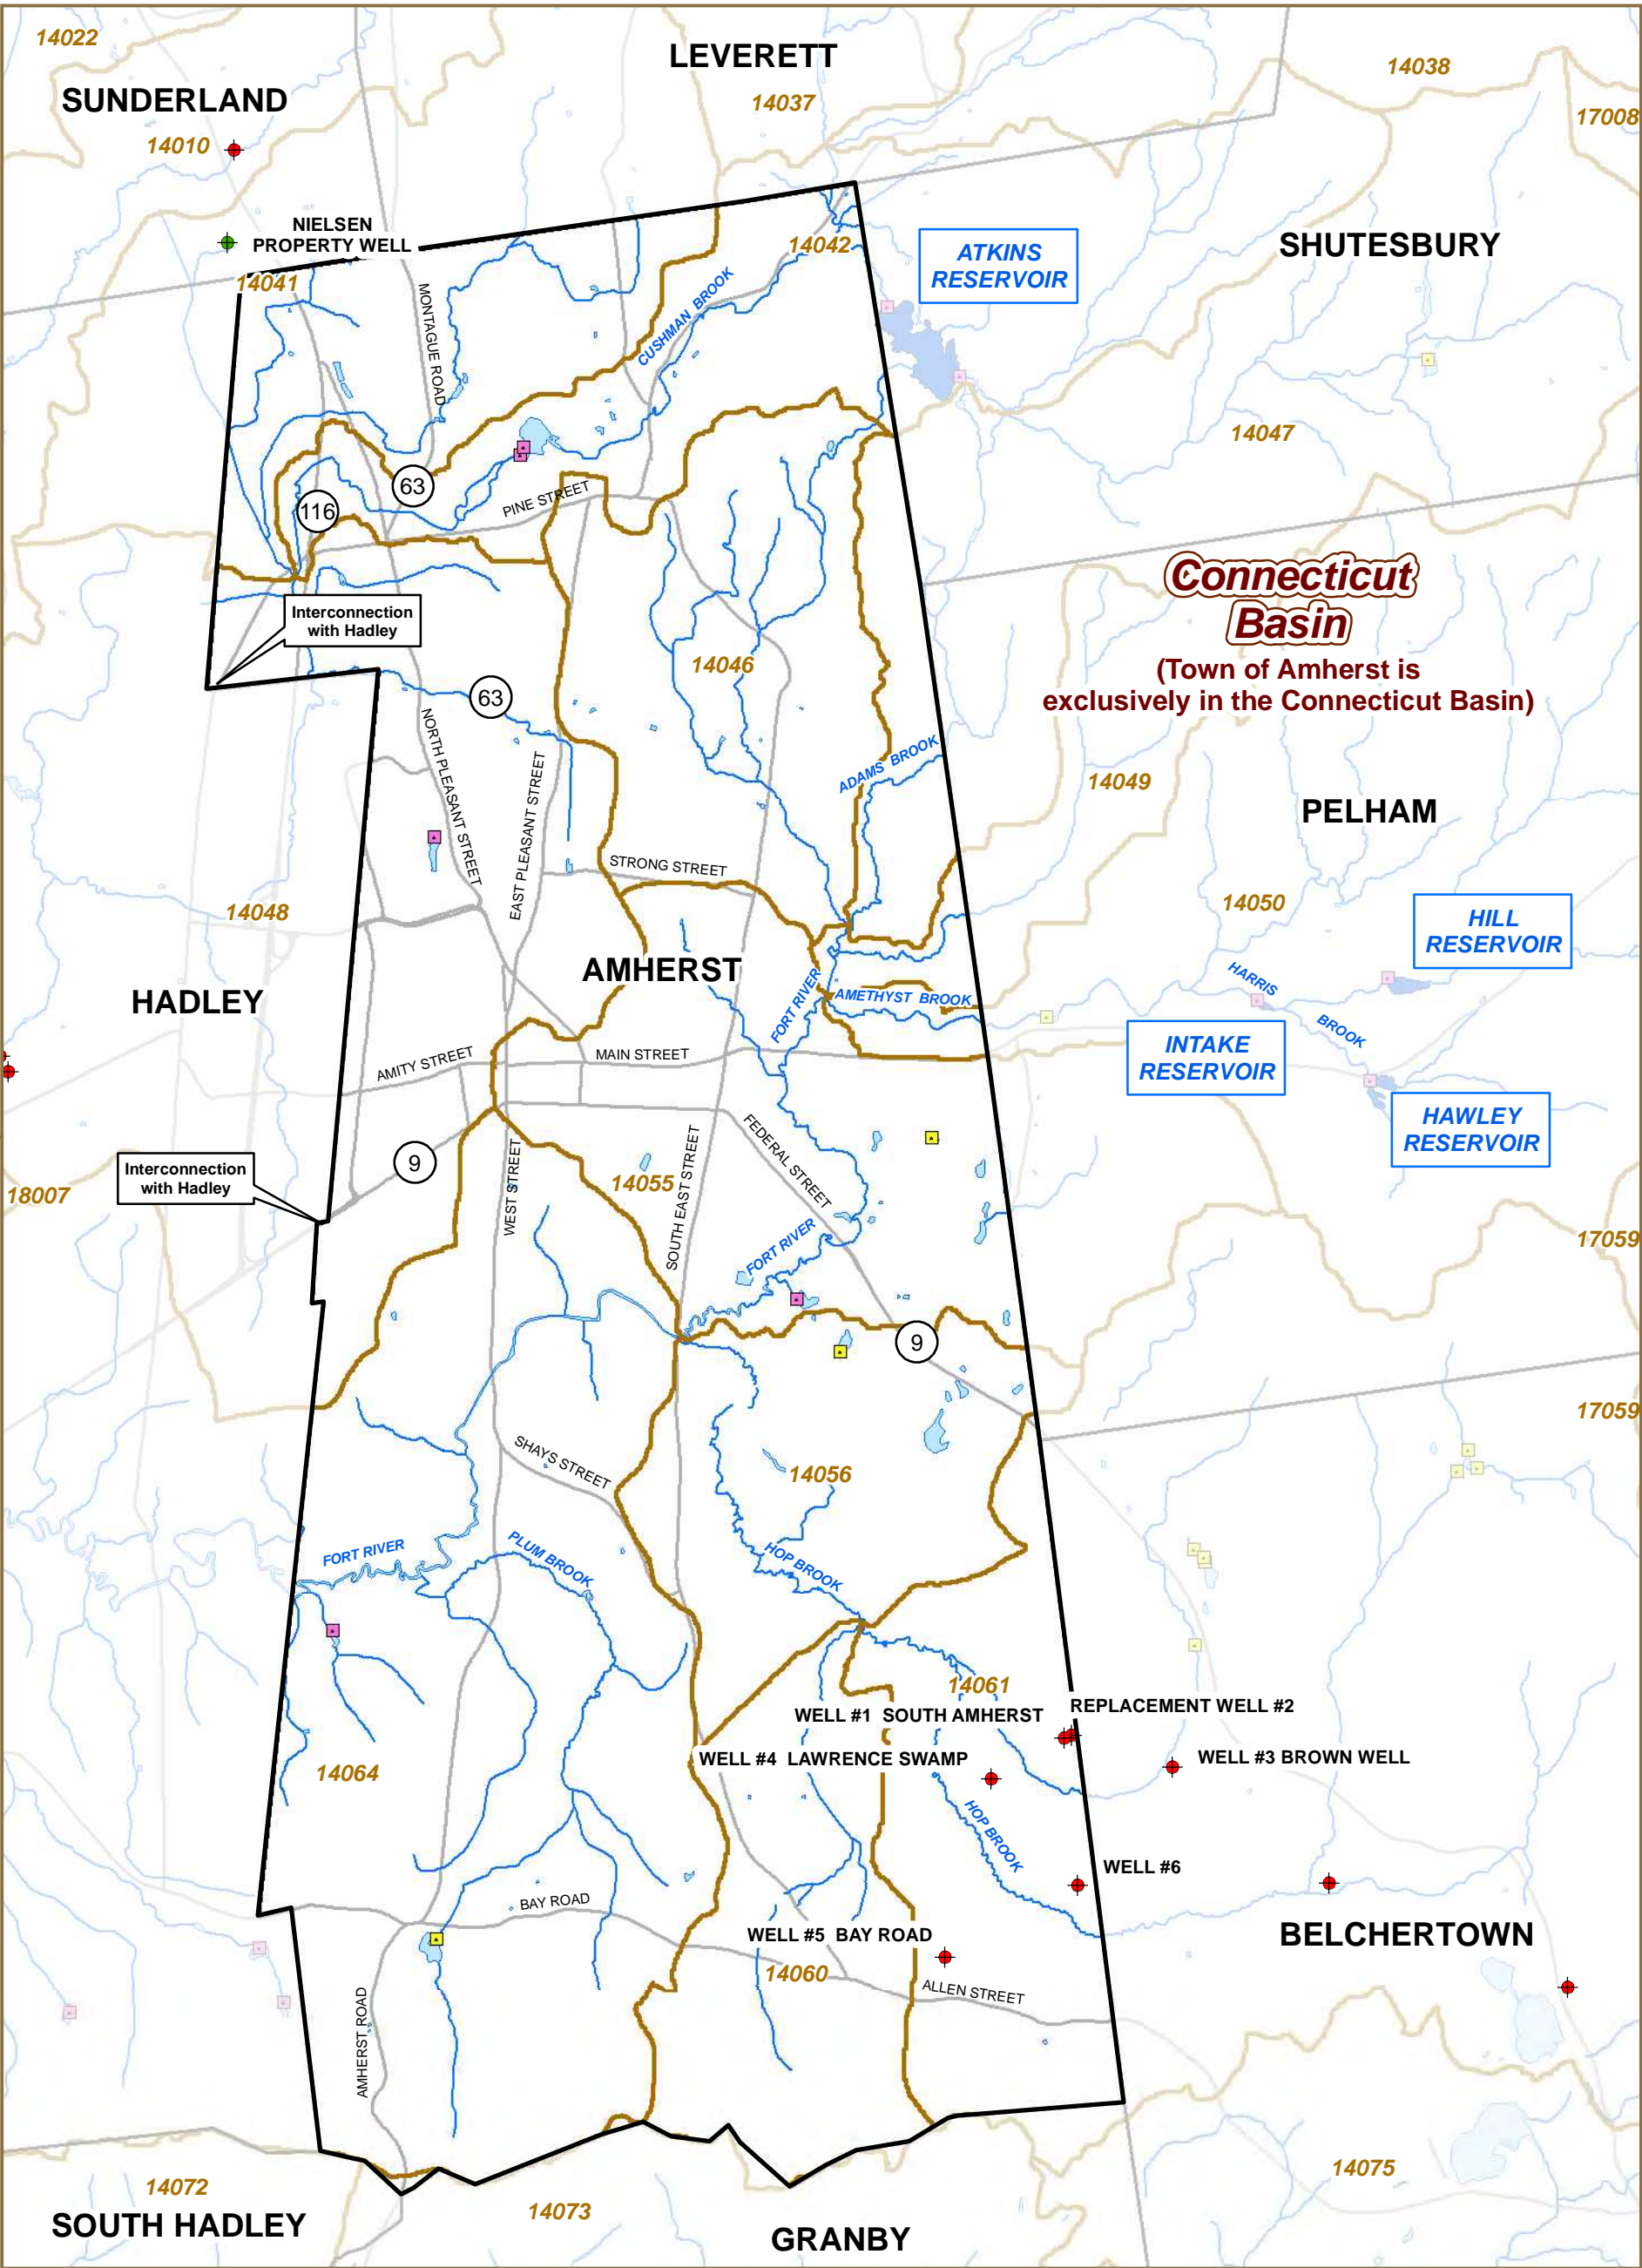 14022
LEVERETT
14038
SUNDERLAND
14037
17008
14010
NIELSEN
PROPERTY WELL
14042
ATKINS
RESERVOIR
SHUTESBURY
14041
MONTAGUE ROAD
CUSHMAN BROOK
14047
63
116
PINE STREET
Connecticut
Basin
(Town of Amherst is
exclusively in the Connecticut Basin)
Interconnection
with Hadley
14046
63
NORTH PLEASANT STREET
EAST PLEASANT STREET
ADAMS BROOK
14049
PELHAM
STRONG STREET
14048
14050
HILL
RESERVOIR
AMHERST
HADLEY
FORT RIVER
AMETHYST BROOK
HARRIS
BROOK
INTAKE
RESERVOIR
AMITY STREET
MAIN STREET
HAWLEY
RESERVOIR
FEDERAL STREET
9
WEST STREET
SOUTH EAST STREET
Interconnection
with Hadley
18007
14055
17059
FORT RIVER
9
17059
SHAYS STREET
14056
FORT RIVER
PLUM BROOK
HOP BROOK
14061
REPLACEMENT WELL #2
WELL #1 SOUTH AMHERST
WELL #4 LAWRENCE SWAMP
WELL #3 BROWN WELL
14064
HOP BROOK
WELL #6
BAY ROAD
WELL #5 BAY ROAD
BELCHERTOWN
14060
ALLEN STREET
AMHERST ROAD
14075
14072
14073
SOUTH HADLEY
GRANBY